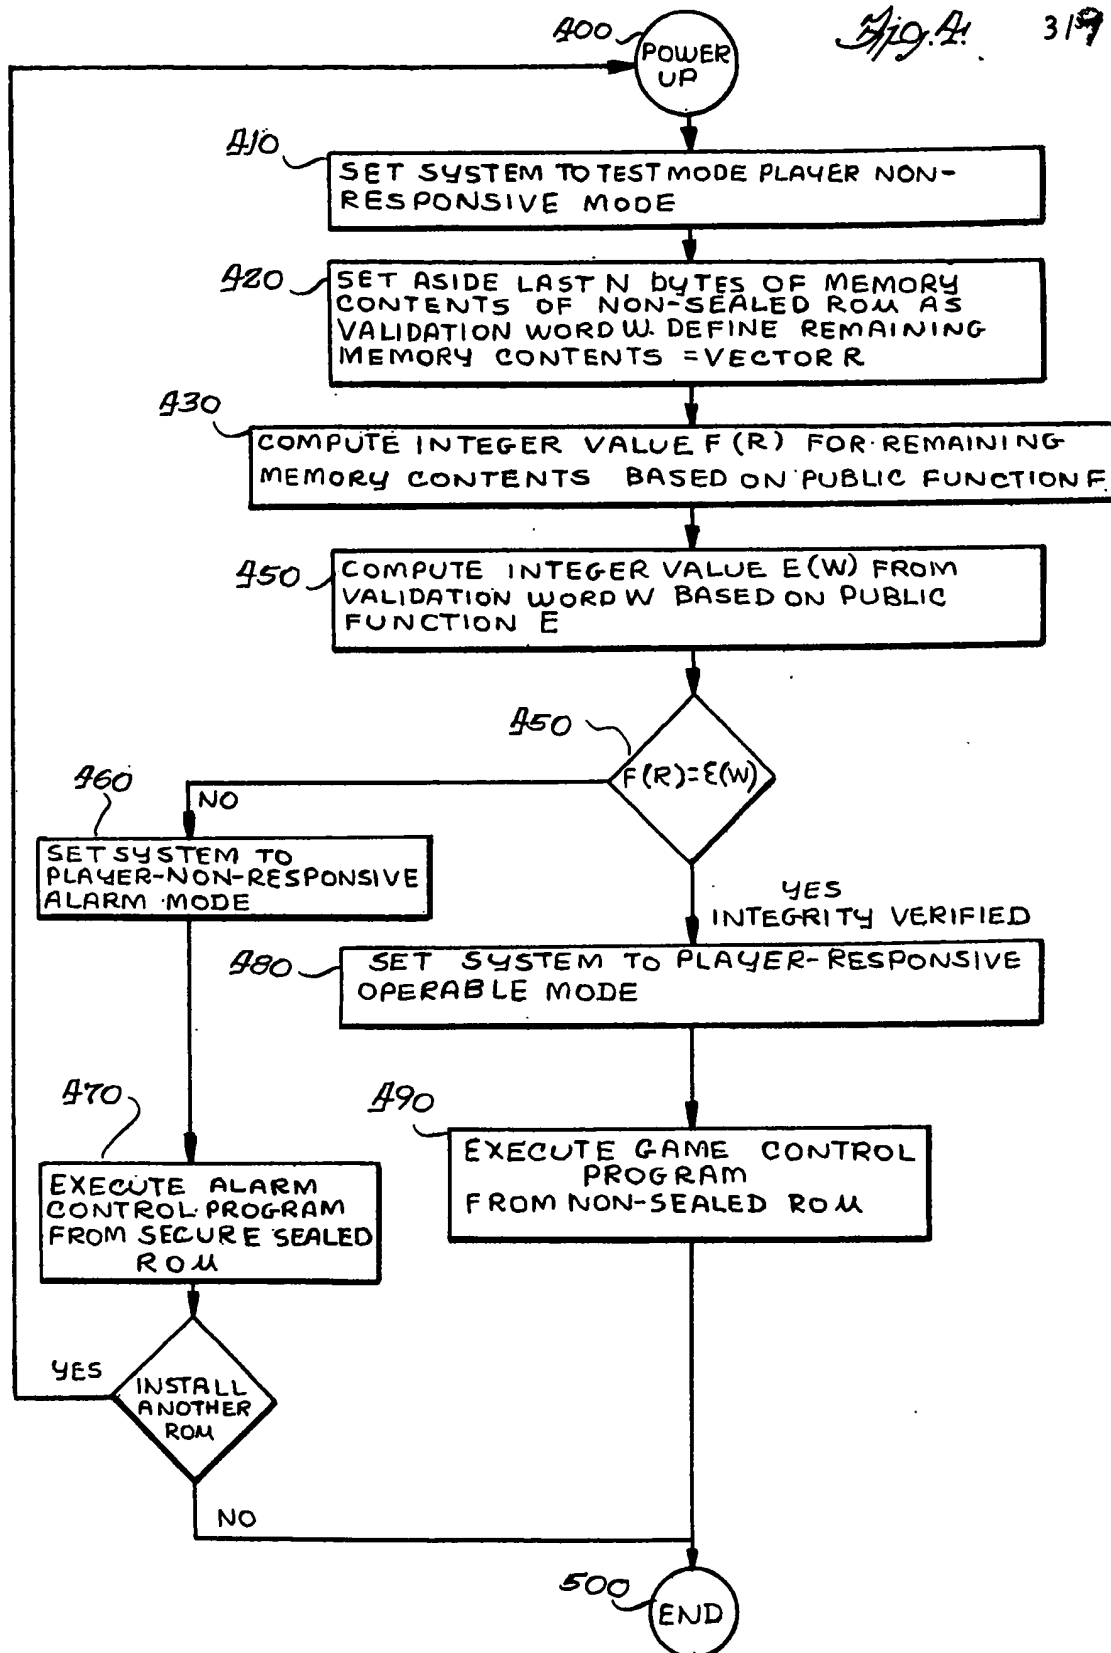 Fig. 4.
3/9
400
POWER
UP
410
SET SYSTEM TO TEST MODE PLAYER NON-
RESPONSIVE MODE
420
SET ASIDE LAST N BYTES OF MEMORY
CONTENTS OF NON-SEALED ROM AS
VALIDATION WORD W. DEFINE REMAINING
MEMORY CONTENTS = VECTOR R
430
COMPUTE INTEGER VALUE F(R) FOR REMAINING
MEMORY CONTENTS BASED ON PUBLIC FUNCTION F.
450
COMPUTE INTEGER VALUE E(W) FROM
VALIDATION WORD W BASED ON PUBLIC
FUNCTION E
450
F(R)=E(W)
NO
460
SET SYSTEM TO
PLAYER-NON-RESPONSIVE
ALARM MODE
YES
INTEGRITY VERIFIED
480
SET SYSTEM TO PLAYER-RESPONSIVE
OPERABLE MODE
470
EXECUTE ALARM
CONTROL PROGRAM
FROM SECURE SEALED
ROM
490
EXECUTE GAME CONTROL
PROGRAM
FROM NON-SEALED ROM
YES
INSTALL
ANOTHER
ROM
NO
500
END